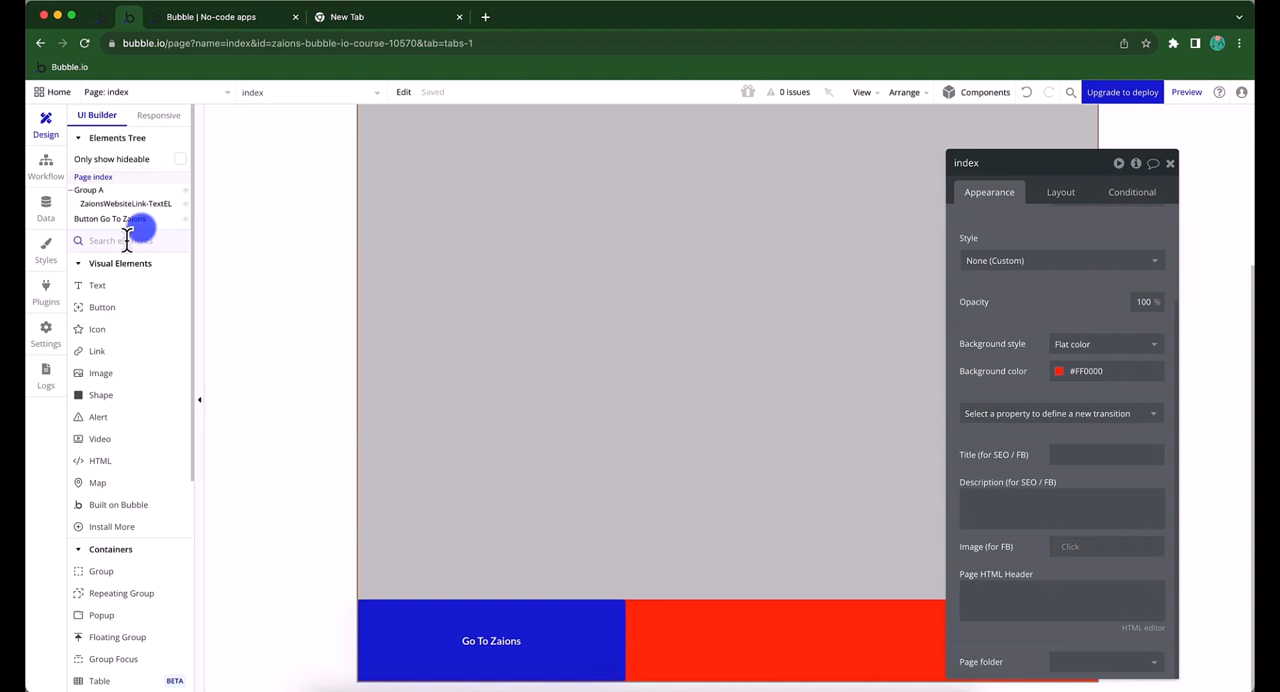 Bubble | No-code apps
New Tab
bubble.io/page?name=index&id=zaions-bubble-io-course-10570&tab=tabs-1
Bubble.io
Home
Page: index
index
Edit
Saved
0 issues
View
Arrange
Components
Upgrade to deploy
Preview
Design
Workflow
Data
Styles
Plugins
Settings
Logs
UI Builder
Responsive
Elements Tree
Only show hideable
Page index
Group A
ZaionsWebsiteLink-TextEL
Button Go To Zaions
Search elements
Visual Elements
Text
Button
Icon
Link
Image
Shape
Alert
Video
HTML
Map
Built on Bubble
Install More
Containers
Group
Repeating Group
Popup
Floating Group
Group Focus
Table
BETA
Go To Zaions
index
Appearance
Layout
Conditional
Style
None (Custom)
Opacity
100 %
Background style
Flat color
Background color
#FF0000
Select a property to define a new transition
Title (for SEO / FB)
Description (for SEO / FB)
Image (for FB)
Click
Page HTML Header
HTML editor
Page folder